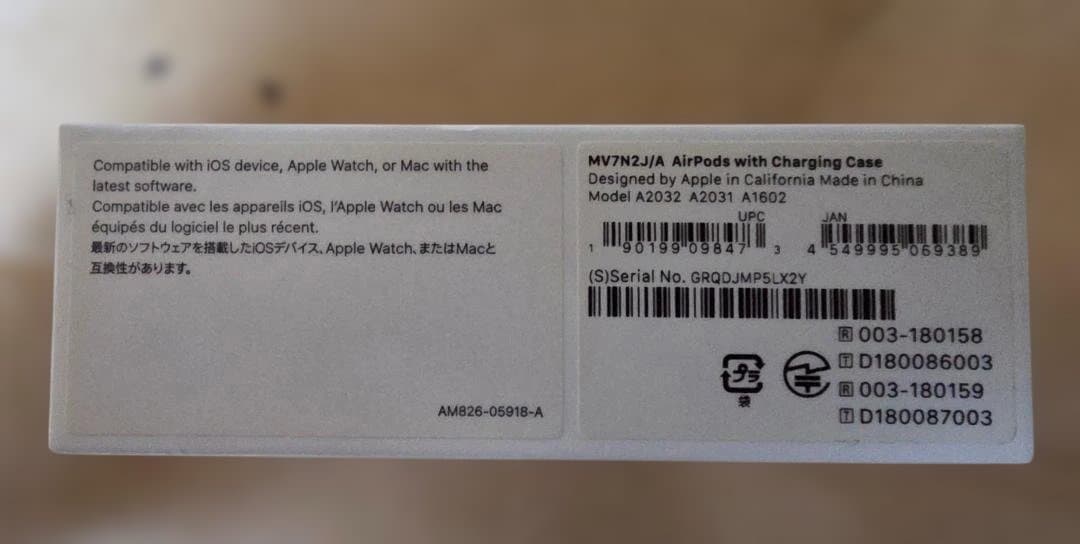 Compatible with iOS device, Apple Watch, or Mac with the
latest software.
Compatible avec les appareils iOS, l'Apple Watch ou les Mac
équipés du logiciel le plus récent.
最新のソフトウェアを搭載したiOSデバイス、Apple Watch、またはMacと
互換性があります。
AM826-05918-A
MV7N2J/A AirPods with Charging Case
Designed by Apple in California Made in China
Model A2032 A2031 A1602
UPC
1 90199 09847 3
JAN
4 549995 069389
(S)Serial No. GRQDJMP5LX2Y
R 003-180158
T D180086003
R 003-180159
T D180087003
プラ
袋